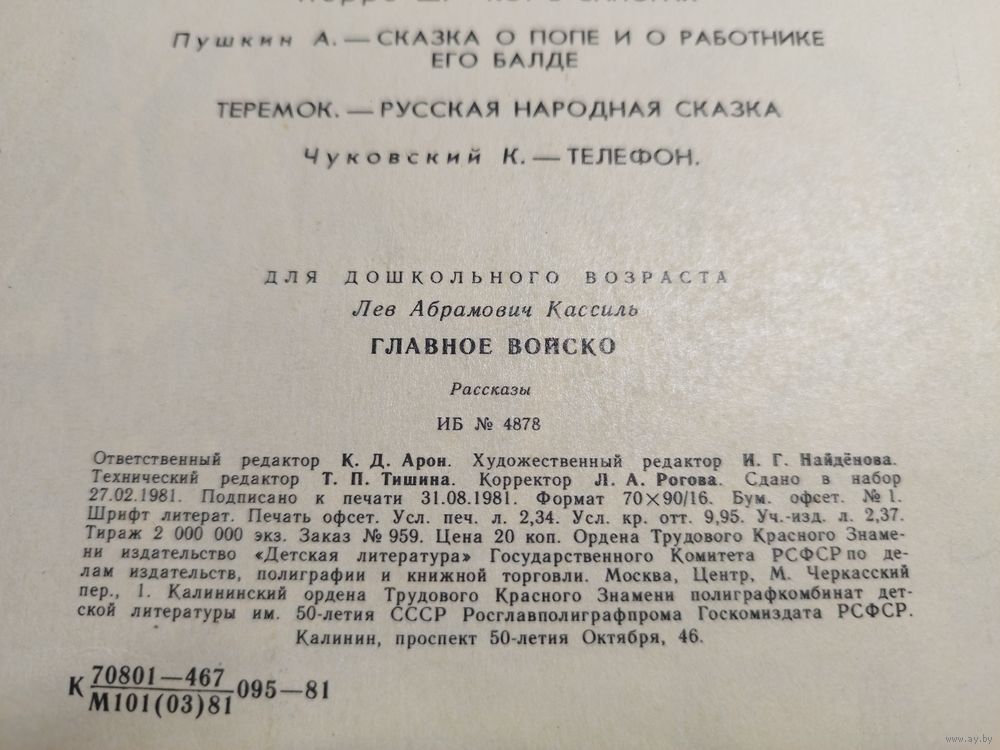 Пушкин А. — СКАЗКА О ПОПЕ И О РАБОТНИКЕ
ЕГО БАЛДЕ
ТЕРЕМОК. — РУССКАЯ НАРОДНАЯ СКАЗКА
Чуковский К. — ТЕЛЕФОН.
ДЛЯ ДОШКОЛЬНОГО ВОЗРАСТА
Лев Абрамович Кассиль
ГЛАВНОЕ ВОЙСКО
Рассказы
ИБ № 4878
Ответственный редактор К. Д. Арон. Художественный редактор И. Г. Найдёнова.
Технический редактор Т. П. Тишина. Корректор Л. А. Рогова. Сдано в набор
27.02.1981. Подписано к печати 31.08.1981. Формат 70×90/16. Бум. офсет. № 1.
Шрифт литерат. Печать офсет. Усл. печ. л. 2,34. Усл. кр. отт. 9,95. Уч.-изд. л. 2,37.
Тираж 2 000 000 экз. Заказ № 959. Цена 20 коп. Ордена Трудового Красного Знаме-
ни издательство «Детская литература» Государственного Комитета РСФСР по де-
лам издательств, полиграфии и книжной торговли. Москва, Центр, М. Черкасский
пер., 1. Калининский ордена Трудового Красного Знамени полиграфкомбинат дет-
ской литературы им. 50-летия СССР Росглавполиграфпрома Госкомиздата РСФСР.
Калинин, проспект 50-летия Октября, 46.
К 70801—467
М101(03)81 095—81
www.ay.by